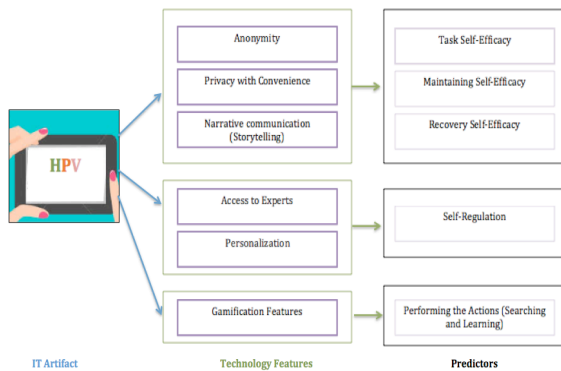 HPV
IT Artifact
Anonymity
Privacy with Convenience
Narrative communication
(Storytelling)
Access to Experts
Personalization
Gamification Features
Technology Features
Task Self-Efficacy
Maintaining Self-Efficacy
Recovery Self-Efficacy
Self-Regulation
Performing the Actions (Searching
and Learning)
Predictors